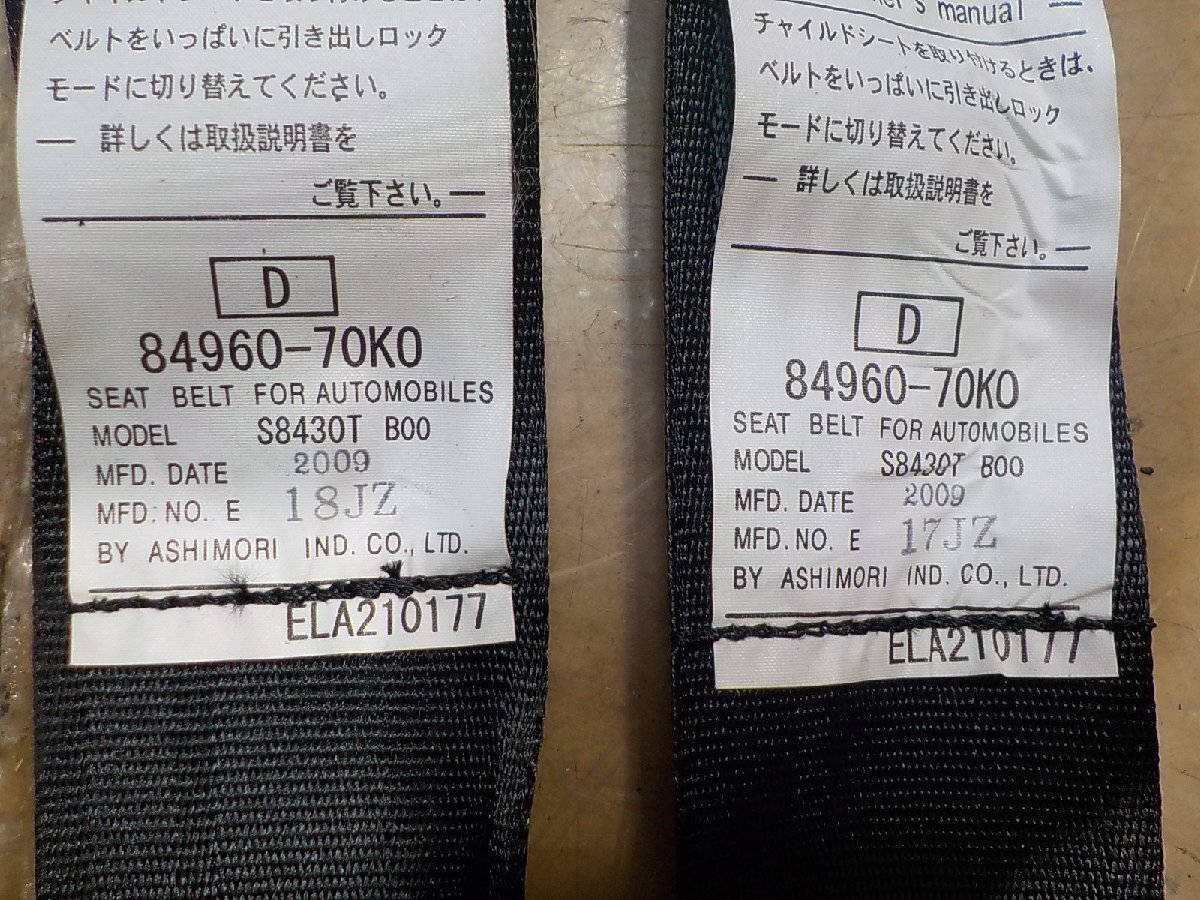 ベルトをいっぱいに引き出しロック
モードに切り替えてください。
― 詳しくは取扱説明書を
ご覧下さい。―
D
84960-70K0
SEAT BELT FOR AUTOMOBILES
MODEL S8430T B00
MFD. DATE 2009
MFD. NO. E 18JZ
BY ASHIMORI IND. CO., LTD.
ELA210177
manual ―
チャイルドシートを取り付けるときは、
ベルトをいっぱいに引き出しロック
モードに切り替えてください。
― 詳しくは取扱説明書を
ご覧下さい。―
D
84960-70K0
SEAT BELT FOR AUTOMOBILES
MODEL S8430T B00
MFD. DATE 2009
MFD. NO. E 17JZ
BY ASHIMORI IND. CO., LTD.
ELA210177